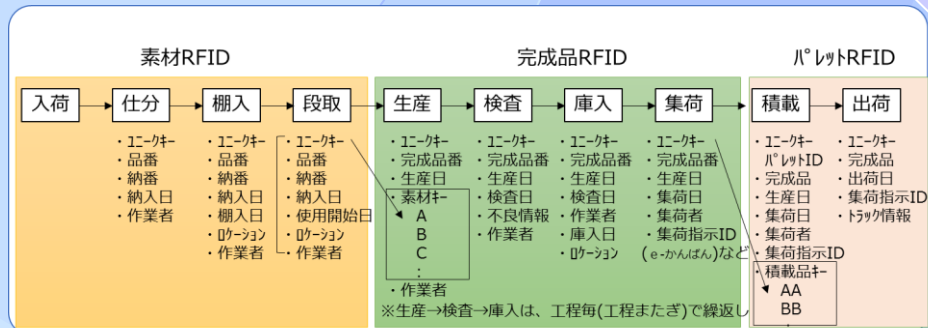 素材RFID
完成品RFID
ﾊﾟﾚｯﾄRFID
入荷
仕分
棚入
段取
生産
検査
庫入
集荷
積載
出荷
・ﾕﾆｰｸｷｰ
・品番
・納番
・納入日
・作業者
・ﾕﾆｰｸｷｰ
・品番
・納番
・納入日
・棚入日
・ﾛｹｰｼｮﾝ
・作業者
・ﾕﾆｰｸｷｰ
・品番
・納番
・納入日
・使用開始日
・ﾛｹｰｼｮﾝ
・作業者
・ﾕﾆｰｸｷｰ
・完成品番
・生産日
・素材ｷｰ
A
B
C
:
・作業者
・ﾕﾆｰｸｷｰ
・完成品番
・生産日
・検査日
・不良情報
・作業者
・ﾕﾆｰｸｷｰ
・完成品番
・生産日
・検査日
・作業者
・庫入日
・ﾛｹｰｼｮﾝ
・ﾕﾆｰｸｷｰ
・完成品番
・生産日
・集荷日
・集荷者
・集荷指示ID
(e-かんばん)など
※生産→検査→庫入は、工程毎(工程またぎ)で繰返し
・ﾕﾆｰｸｷｰ
ﾊﾟﾚｯﾄID
・完成品
・生産日
・集荷日
・集荷者
・集荷指示ID
・積載品ｷｰ
AA
BB
・ﾕﾆｰｸｷｰ
・完成品
・出荷日
・集荷指示ID
・ﾄﾗｯｸ情報